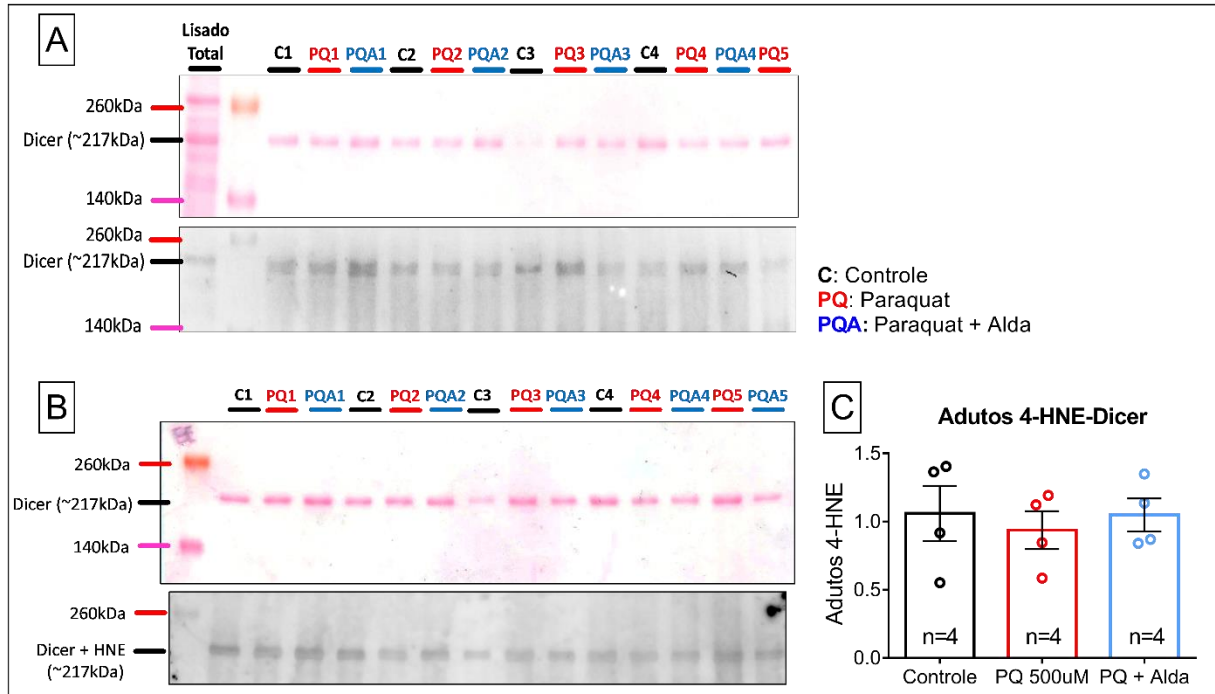 A
Lisado
Total
C1 PQ1 PQA1 C2 PQ2 PQA2 C3 PQ3 PQA3 C4 PQ4 PQA4 PQ5
260kDa
Dicer (~217kDa)
140kDa
260kDa
Dicer (~217kDa)
140kDa
C: Controle
PQ: Paraquat
PQA: Paraquat + Alda
B
C1 PQ1 PQA1 C2 PQ2 PQA2 C3 PQ3 PQA3 C4 PQ4 PQA4 PQ5 PQA5
260kDa
Dicer (~217kDa)
140kDa
260kDa
Dicer + HNE
(~217kDa)
C
Adutos 4-HNE-Dicer
Adutos 4-HNE
1.5
1.0
0.5
0.0
n=4 n=4 n=4
Controle PQ 500uM PQ + Alda